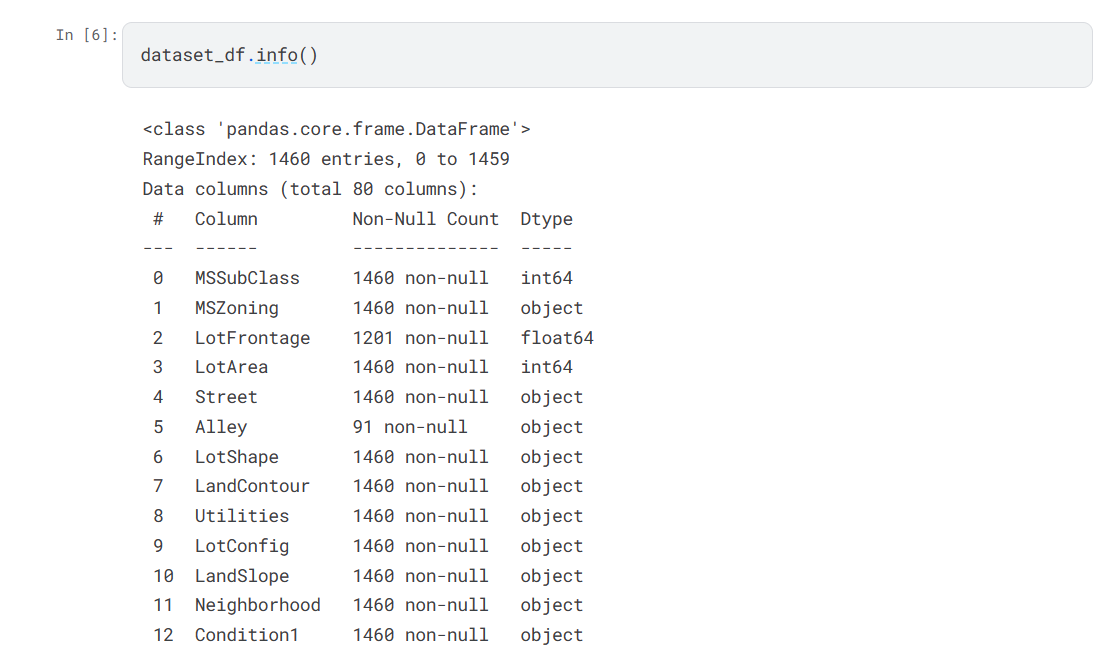 In [6]:
dataset_df.info()
<class 'pandas.core.frame.DataFrame'>
RangeIndex: 1460 entries, 0 to 1459
Data columns (total 80 columns):
 #   Column         Non-Null Count  Dtype
---  ------         --------------  -----
 0   MSSubClass     1460 non-null   int64
 1   MSZoning       1460 non-null   object
 2   LotFrontage    1201 non-null   float64
 3   LotArea        1460 non-null   int64
 4   Street         1460 non-null   object
 5   Alley          91 non-null     object
 6   LotShape       1460 non-null   object
 7   LandContour    1460 non-null   object
 8   Utilities      1460 non-null   object
 9   LotConfig      1460 non-null   object
 10  LandSlope      1460 non-null   object
 11  Neighborhood   1460 non-null   object
 12  Condition1     1460 non-null   object